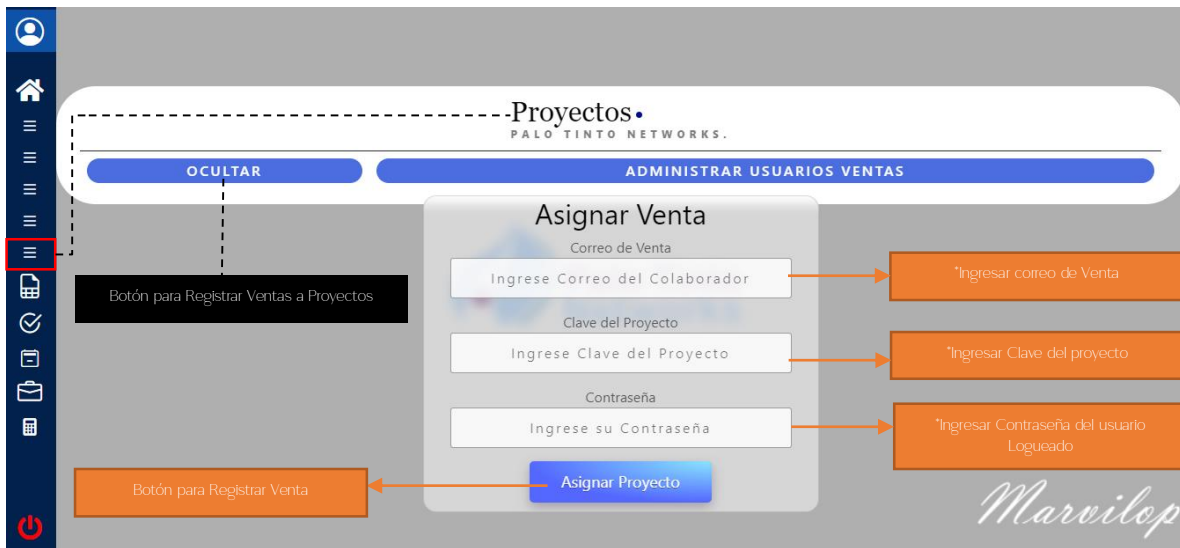 Proyectos•
PALO TINTO NETWORKS.
OCULTAR
ADMINISTRAR USUARIOS VENTAS
Asignar Venta
Correo de Venta
Ingrese Correo del Colaborador
*Ingresar correo de Venta
Botón para Registrar Ventas a Proyectos
Clave del Proyecto
Ingrese Clave del Proyecto
*Ingresar Clave del proyecto
Contraseña
Ingrese su Contraseña
*Ingresar Contraseña del usuario
Logueado
Botón para Registrar Venta
Asignar Proyecto
Marvilop